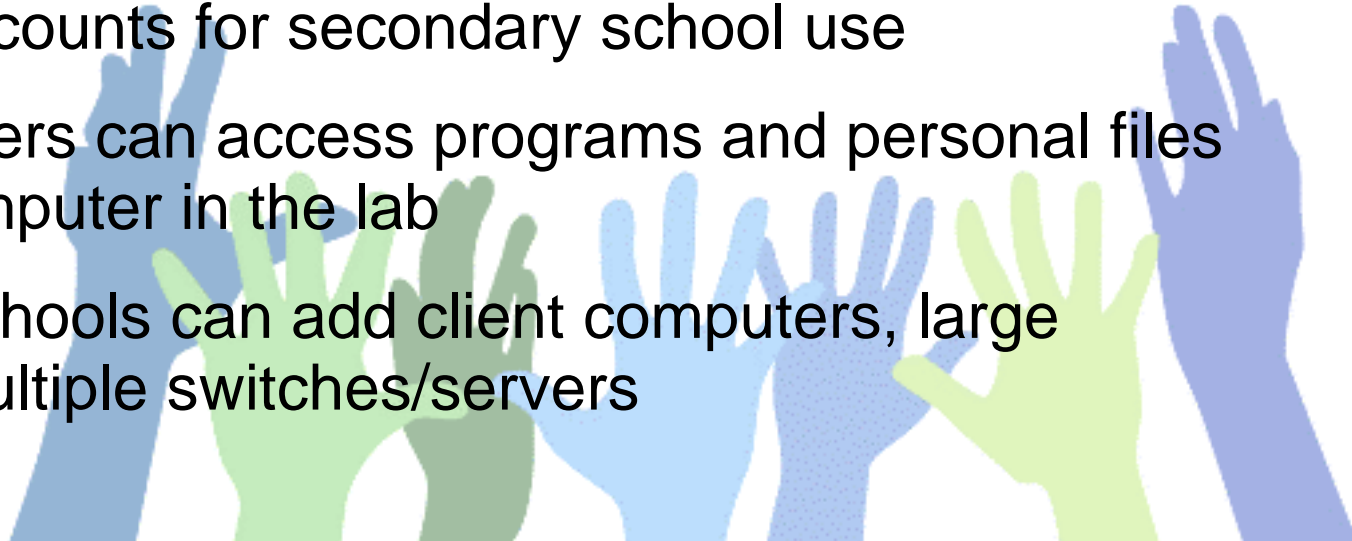 counts for secondary school use
ers can access programs and personal files
nputer in the lab
hools can add client computers, large
ultiple switches/servers